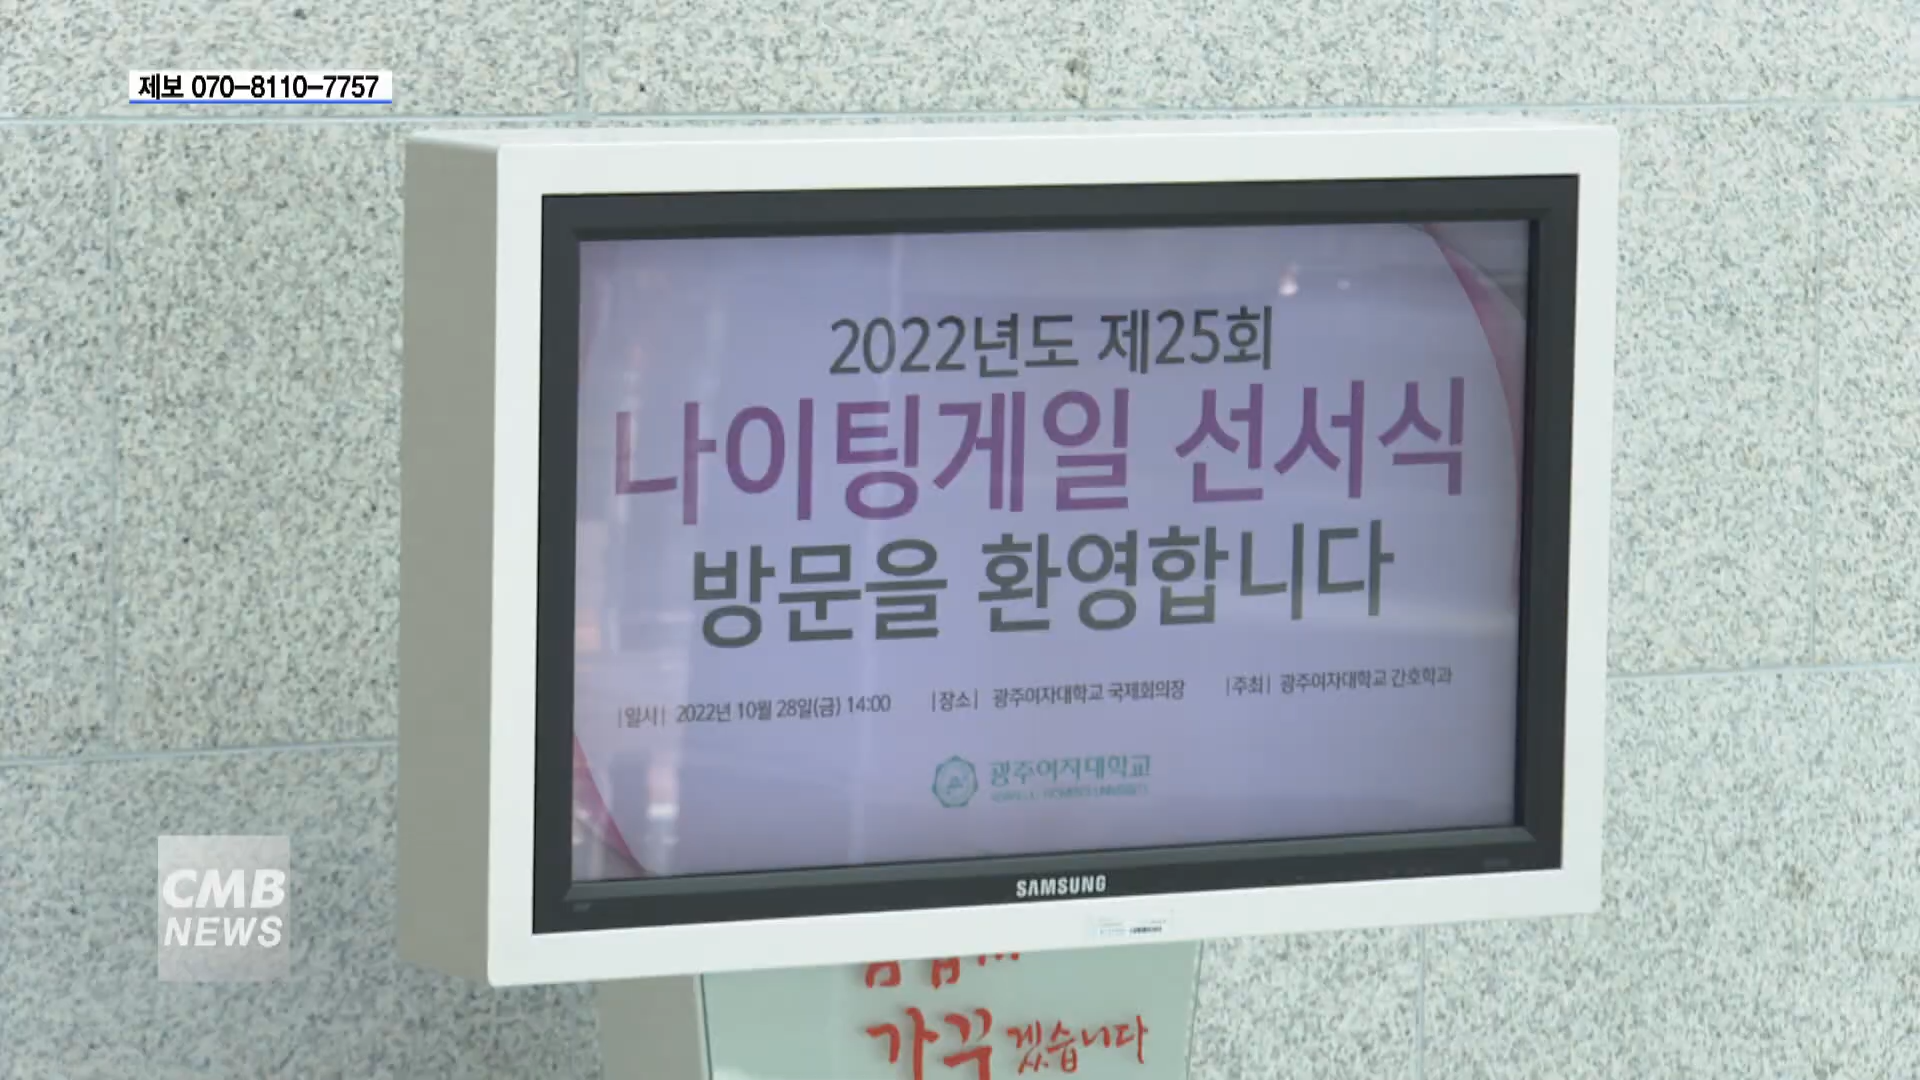 제보 070-8110-7757
2022년도 제25회
나이팅게일 선서식
방문을 환영합니다
|일시| 2022년 10월 28일(금) 14:00 |장소| 광주여자대학교 국제회의장 |주최| 광주여자대학교 간호학과
광주여자대학교
SAMSUNG
CMB
NEWS
가꾸겠습니다